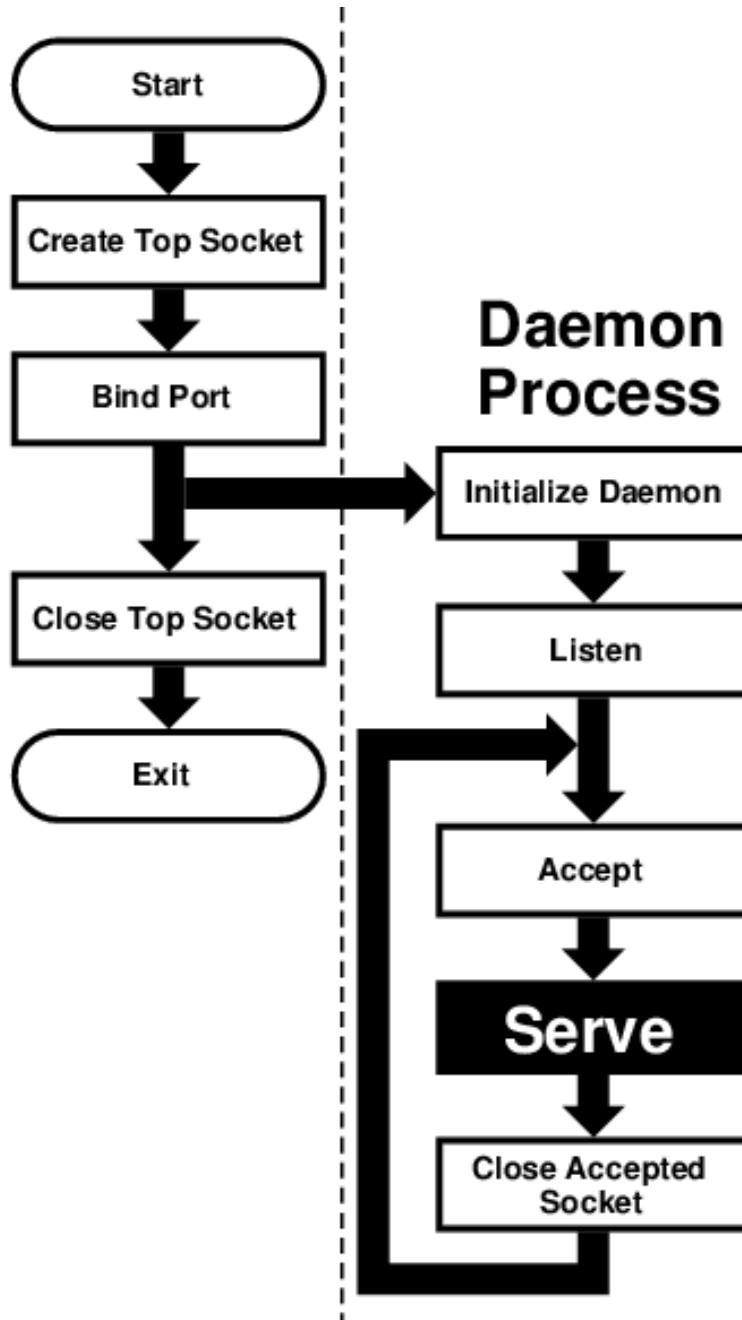 Start
Create Top Socket
Bind Port
Close Top Socket
Exit
Daemon
Process
Initialize Daemon
Listen
Accept
Serve
Close Accepted
Socket